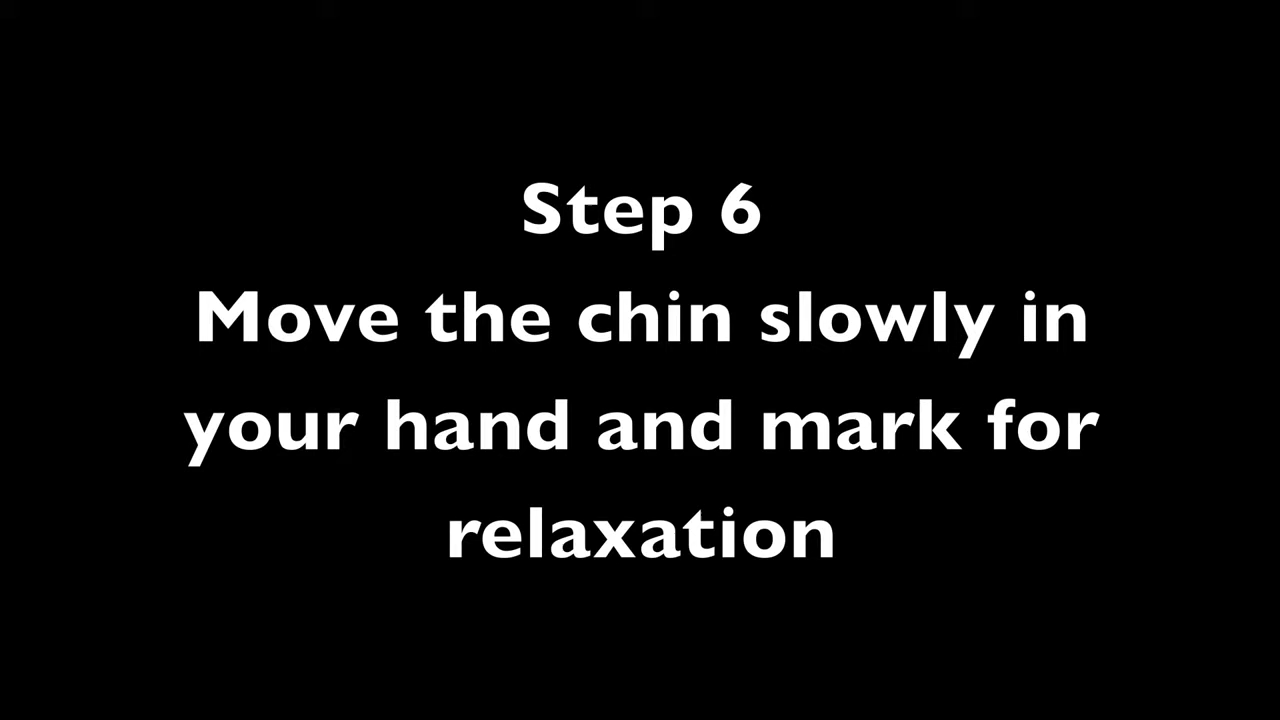 Step 6
Move the chin slowly in
your hand and mark for
relaxation